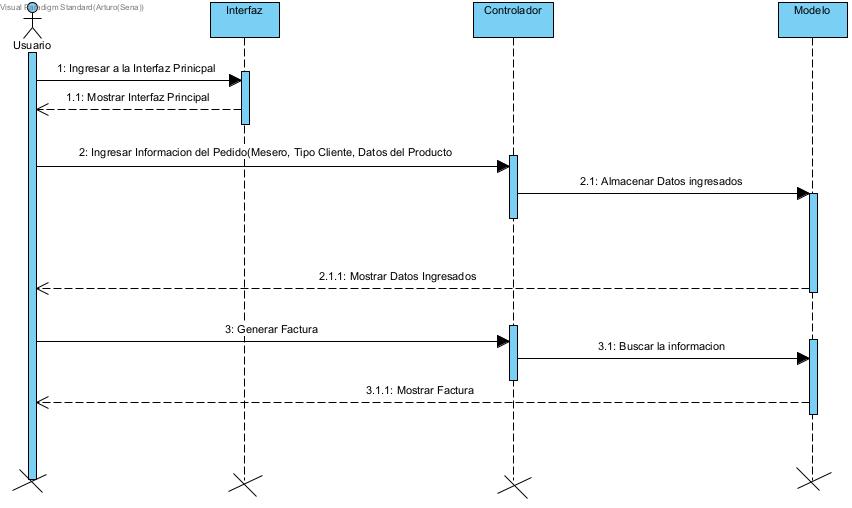 Visual Paradigm Standard(Arturo(Sena))
Usuario
Interfaz
Controlador
Modelo
1: Ingresar a la Interfaz Prinicpal
1.1: Mostrar Interfaz Principal
2: Ingresar Informacion del Pedido(Mesero, Tipo Cliente, Datos del Producto
2.1: Almacenar Datos ingresados
2.1.1: Mostrar Datos Ingresados
3: Generar Factura
3.1: Buscar la informacion
3.1.1: Mostrar Factura